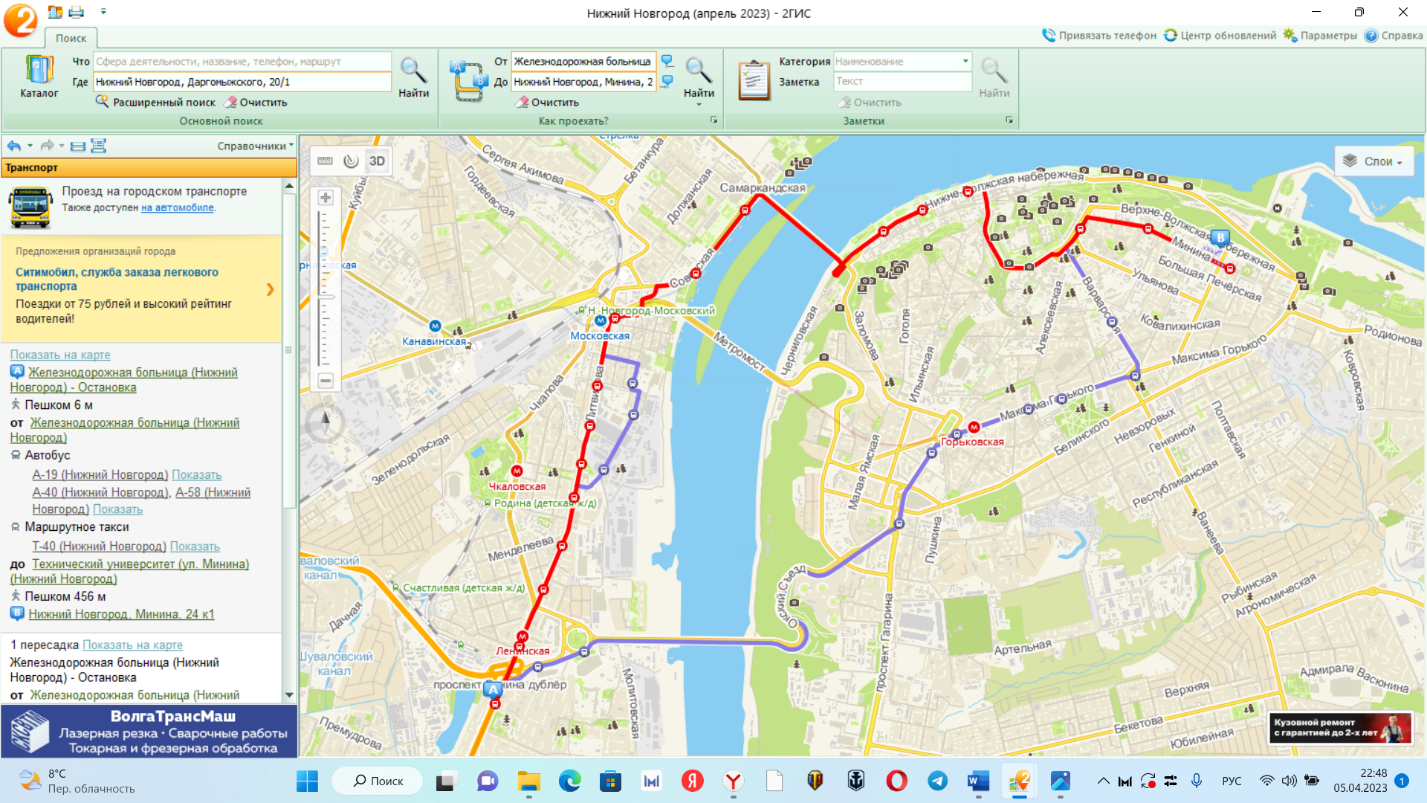 Нижний Новгород (апрель 2023) - 2ГИС
Поиск
Привязать телефон
Центр обновлений
Параметры
Справка
Каталог
Что
Сфера деятельности, название, телефон, маршрут
Где
Нижний Новгород, Даргомыжского, 20/1
Расширенный поиск
Очистить
Найти
Основной поиск
От
Железнодорожная больница
До
Нижний Новгород, Минина, 2
Очистить
Найти
Как проехать?
Категория
Наименование
Заметка
Текст
Очистить
Найти
Заметки
Справочники
Транспорт
Проезд на городском транспорте
Также доступен на автомобиле.
Предложения организаций города
Ситимобил, служба заказа легкового
транспорта
Поездки от 75 рублей и высокий рейтинг
водителей!
Показать на карте
A
Железнодорожная больница (Нижний
Новгород) - Остановка
Пешком 6 м
от Железнодорожная больница (Нижний
Новгород)
Автобус
А-19 (Нижний Новгород) Показать
А-40 (Нижний Новгород), А-58 (Нижний
Новгород) Показать
Маршрутное такси
Т-40 (Нижний Новгород) Показать
до Технический университет (ул. Минина)
(Нижний Новгород)
Пешком 456 м
B
Нижний Новгород, Минина, 24 к1
1 пересадка Показать на карте
Железнодорожная больница (Нижний
Новгород) - Остановка
от Железнодорожная больница (Нижний
ВолгаТрансМаш
Лазерная резка · Сварочные работы
Токарная и фрезерная обработка
3D
Слои
Стрелка
Сергея Акимова
Бетанкура
Гордеевская
Должанская
Самаркандская
Нижне-Волжская набережная
Верхне-Волжская набережная
Минина
Большая Печёрская
Ульянова
Варварская
Ковалихинская
Алексеевская
Родионова
Ковровская
Максима Горького
Советская
Н. Новгород-Московский
Московская
Канавинская
Метромост
Черниговская
Заломова
Гоголя
Ильинская
Чкалова
Литвинова
Зеленодольская
Чкаловская
Родина (детская ж/д)
Менделеева
Счастливая (детская ж/д)
Максима Горького
Горьковская
Белинского
Невзоровых
Генкиной
Полтавская
Республиканская
Ванеева
Малая Ямская
Пушкина
Окский Съезд
проспект Гагарина
Рыбинская
Агрономическая
Артельная
Адмирала Васюнина
Верхняя
Бекетова
Юбилейная
валовский
канал
Дачная
Шуваловский
канал
Ленинская
проспект Ленина дублёр
A
B
Молитовская
Премудрова
Кузовной ремонт
с гарантией до 2-х лет
8°C
Пер. облачность
Поиск
РУС
22:48
05.04.2023
1